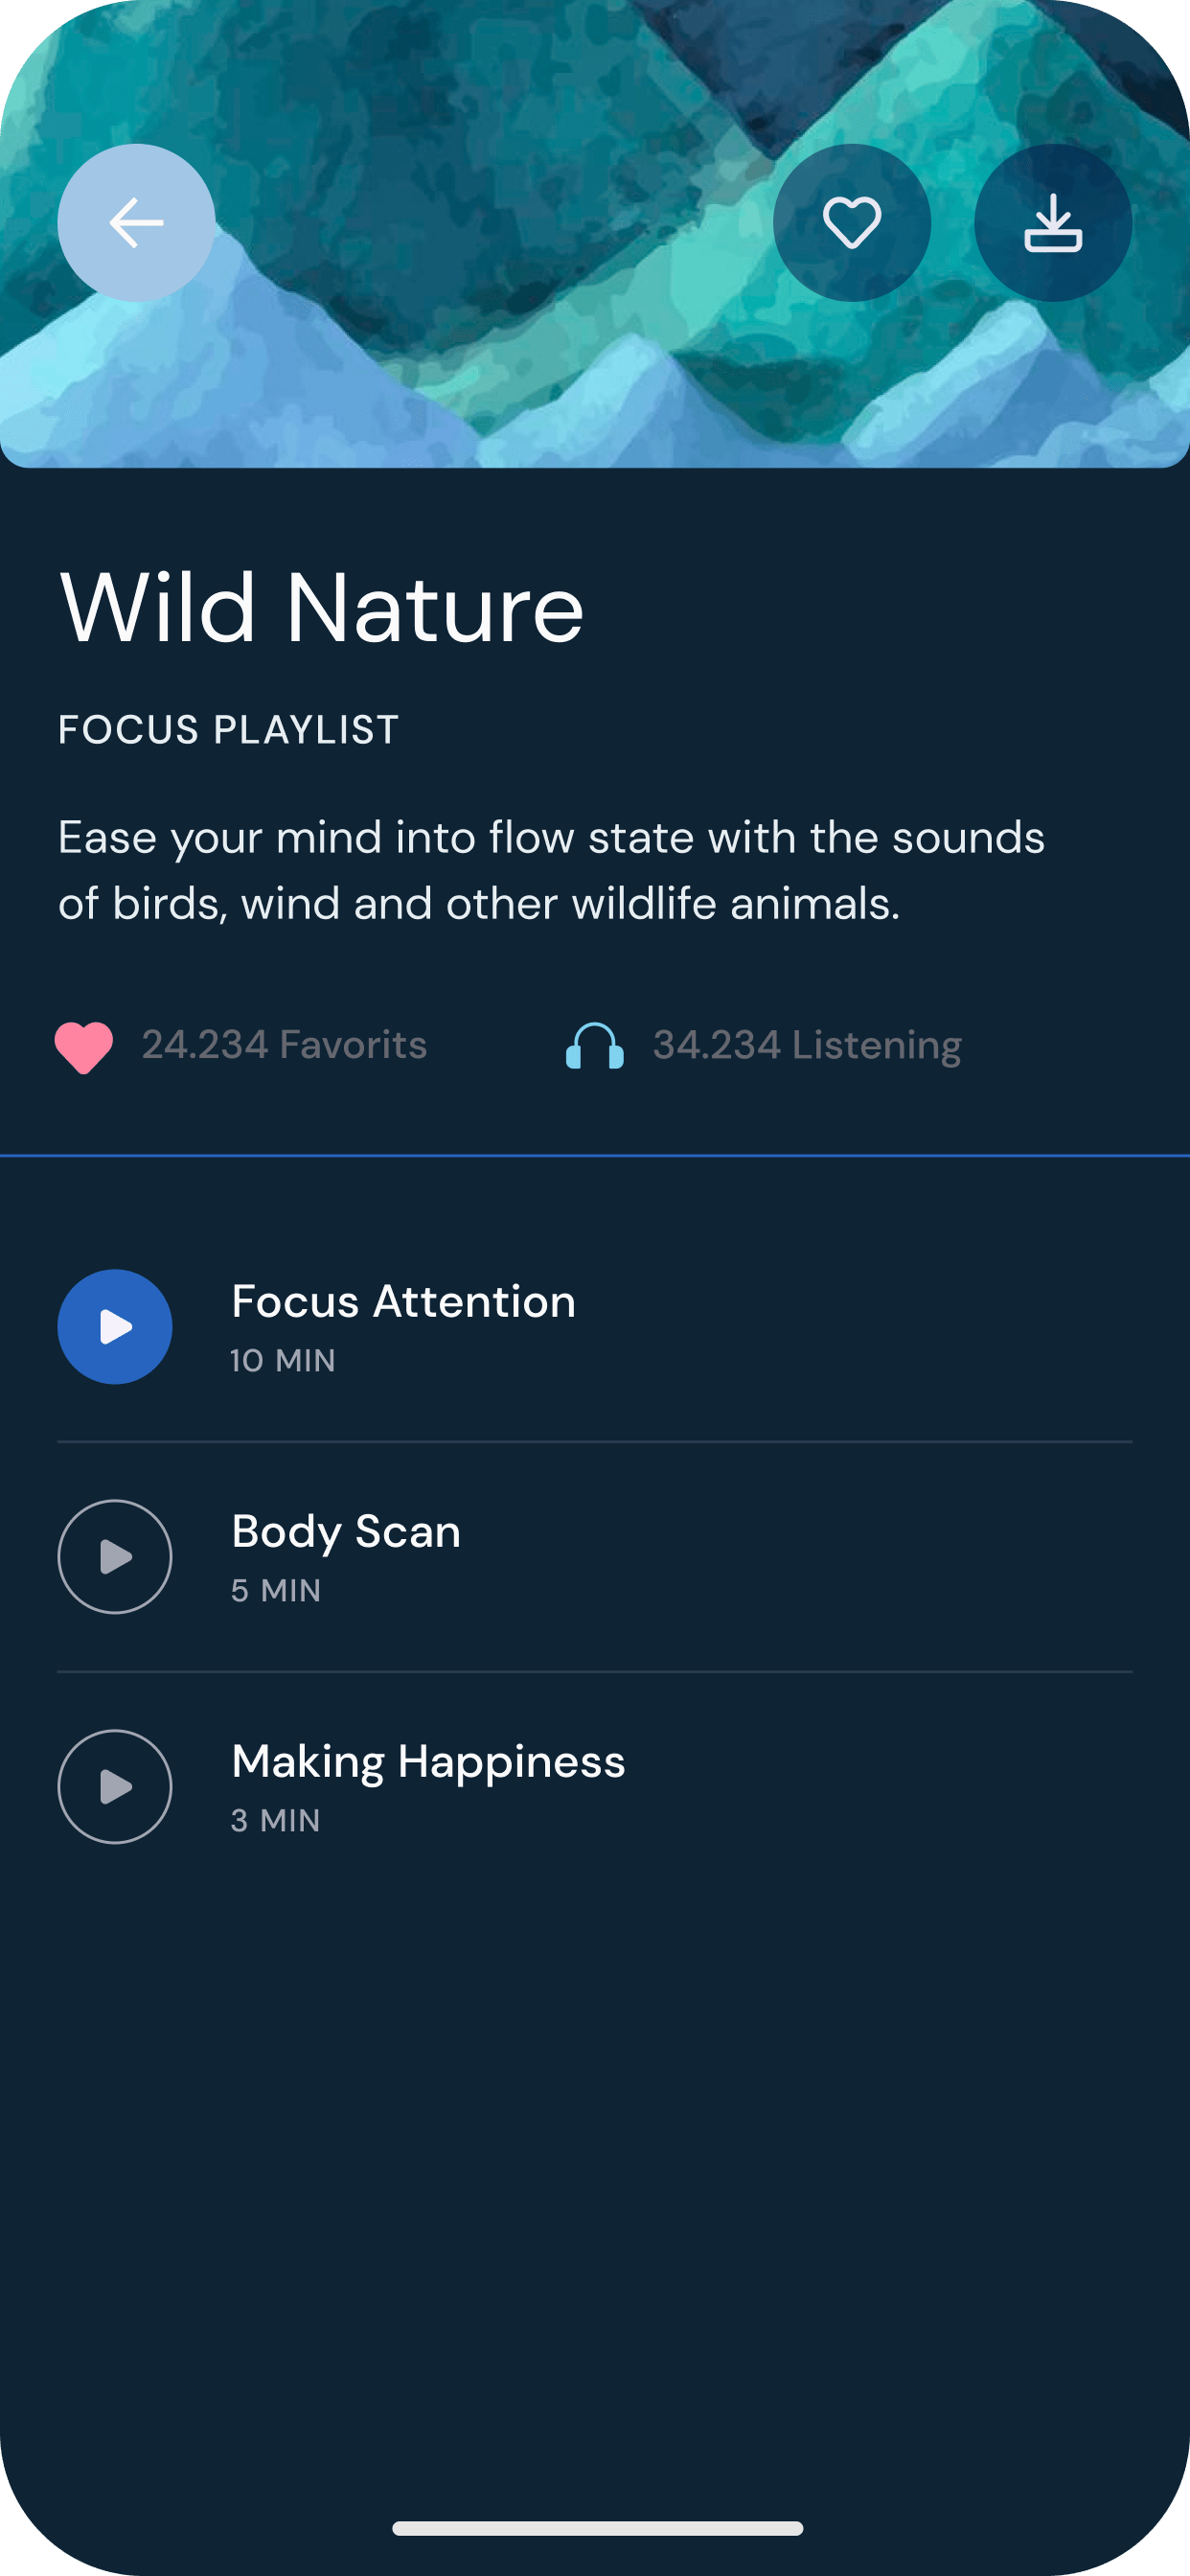 Wild Nature
FOCUS PLAYLIST
Ease your mind into flow state with the sounds
of birds, wind and other wildlife animals.
24.234 Favorits
34.234 Listening
Focus Attention
10 MIN
Body Scan
5 MIN
Making Happiness
3 MIN